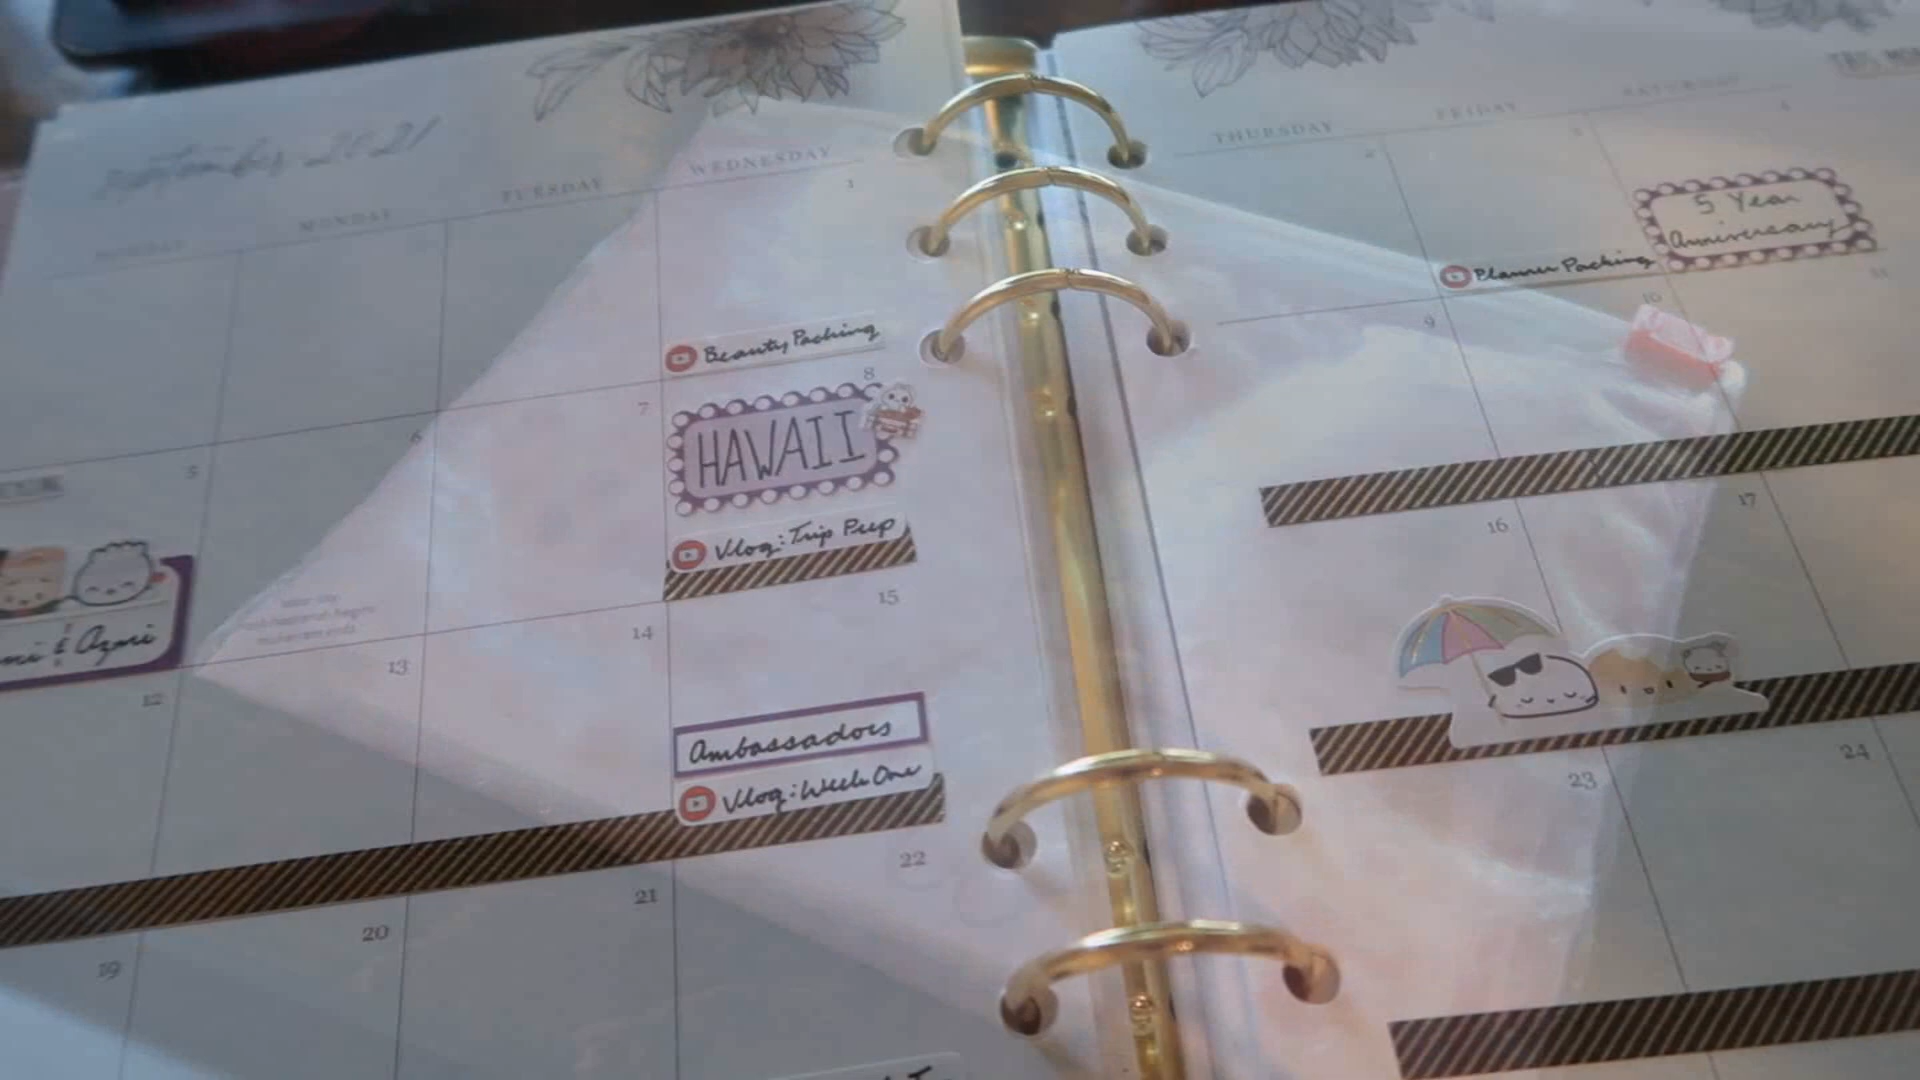 September 2021
SUNDAY
MONDAY
TUESDAY
WEDNESDAY
THURSDAY
FRIDAY
SATURDAY
1
2
3
4
Beauty Packing
Planner Packing
5 Year
Anniversary
5
6
7
8
9
10
11
HAWAII
Vlog: Trip Prep
& Azmi
12
13
14
15
16
17
Ambassadors
Vlog: Week One
19
20
21
22
23
24